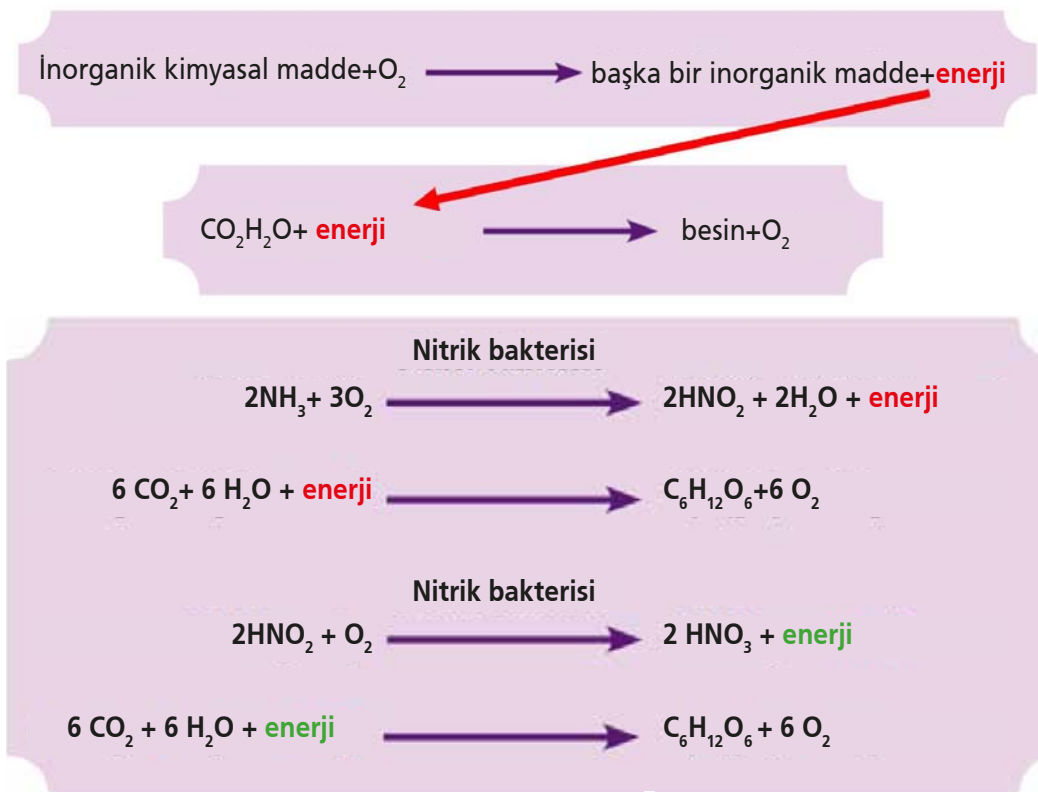 İnorganik kimyasal madde+O₂ → başka bir inorganik madde+enerji
CO₂H₂O+ enerji → besin+O₂
Nitrik bakterisi
2NH₃+ 3O₂ → 2HNO₂ + 2H₂O + enerji
6 CO₂+ 6 H₂O + enerji → C₆H₁₂O₆+6 O₂
Nitrik bakterisi
2HNO₂ + O₂ → 2 HNO₃ + enerji
6 CO₂ + 6 H₂O + enerji → C₆H₁₂O₆ + 6 O₂